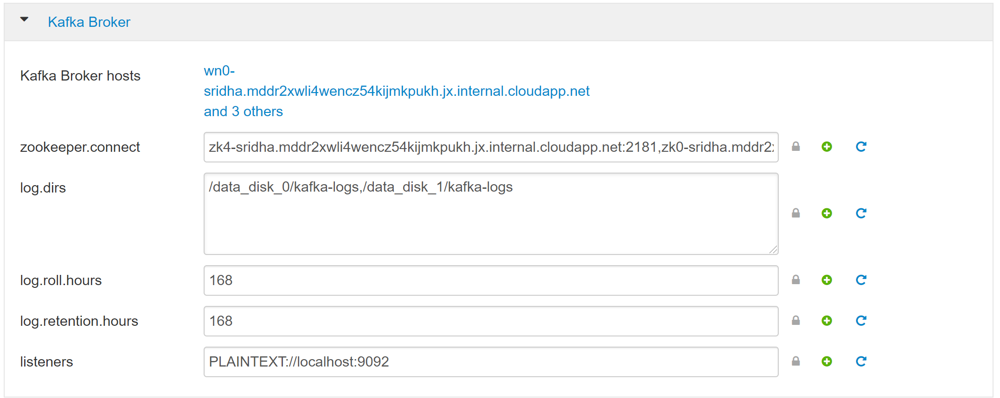 Kafka Broker
Kafka Broker hosts
wn0-
sridha.mddr2xwli4wencz54kijmkpukh.jx.internal.cloudapp.net
and 3 others
zookeeper.connect
zk4-sridha.mddr2xwli4wencz54kijmkpukh.jx.internal.cloudapp.net:2181,zk0-sridha.mddr2x
log.dirs
/data_disk_0/kafka-logs,/data_disk_1/kafka-logs
log.roll.hours
168
log.retention.hours
168
listeners
PLAINTEXT://localhost:9092